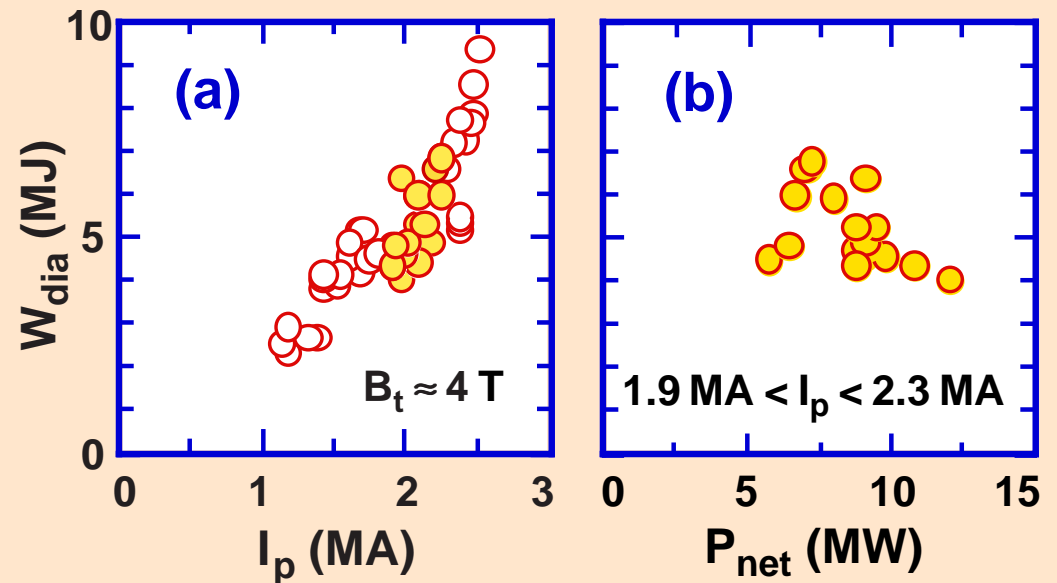 10
5
0
W_dia (MJ)
(a)
B_t ≈ 4 T
0 1 2 3
I_p (MA)
(b)
1.9 MA < I_p < 2.3 MA
0 5 10 15
P_net (MW)